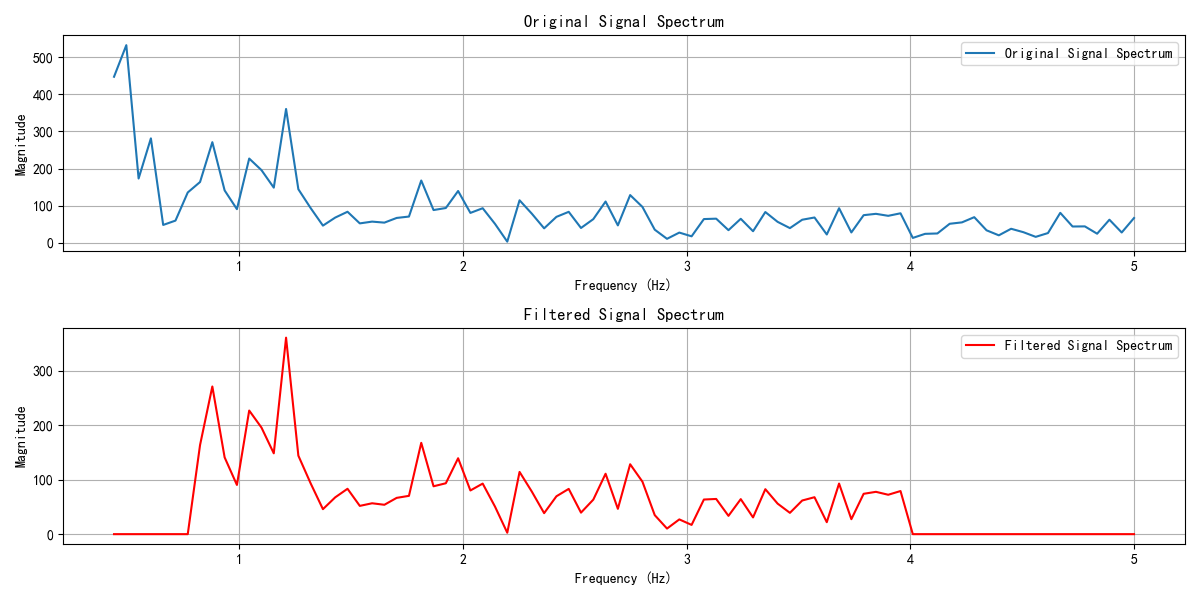 Original Signal Spectrum
Original Signal Spectrum
Magnitude
500
400
300
200
100
0
1 2 3 4 5
Frequency (Hz)
Filtered Signal Spectrum
Filtered Signal Spectrum
Magnitude
300
200
100
0
1 2 3 4 5
Frequency (Hz)